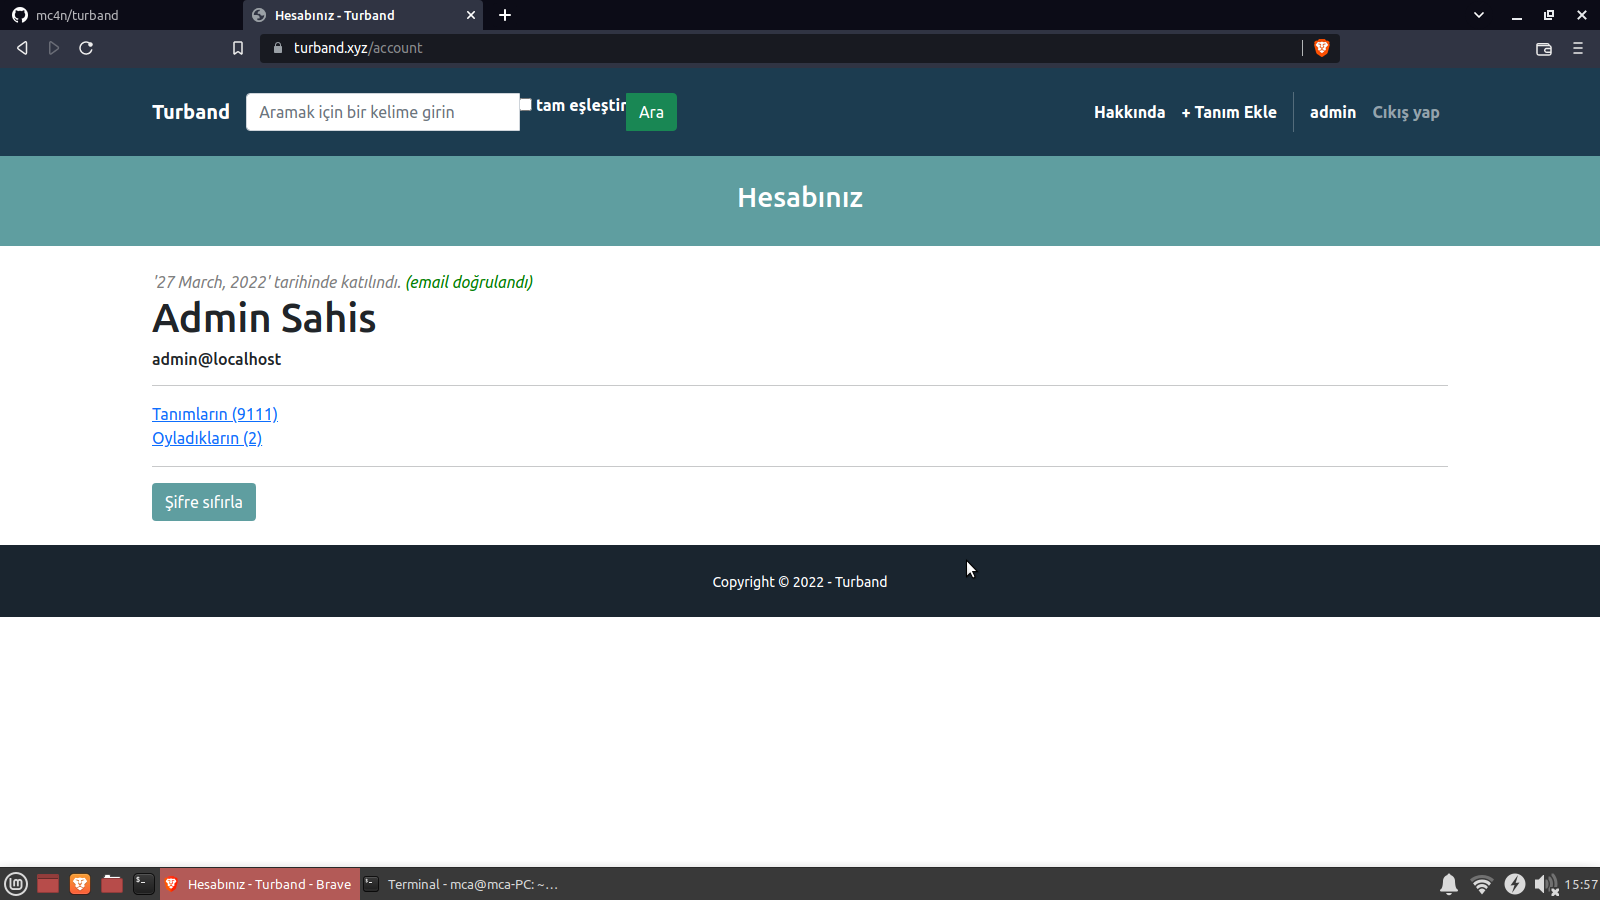 mc4n/turband
Hesabınız - Turband
turband.xyz/account
Turband
Aramak için bir kelime girin
tam eşleştir
Ara
Hakkında
+ Tanım Ekle
admin
Cıkış yap
Hesabınız
'27 March, 2022' tarihinde katılındı. (email doğrulandı)
Admin Sahis
admin@localhost
Tanımların (9111)
Oyladıkların (2)
Şifre sıfırla
Copyright © 2022 - Turband
Hesabınız - Turband - Brave
Terminal - mca@mca-PC: ~...
15:57